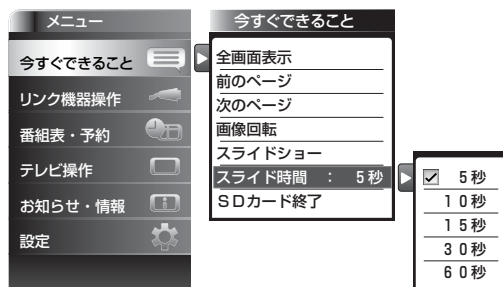 メニュー
今すぐできること
リンク機器操作
番組表・予約
テレビ操作
お知らせ・情報
設定
今すぐできること
全画面表示
前のページ
次のページ
画像回転
スライドショー
スライド時間 : 5秒
SDカード終了
5秒
10秒
15秒
30秒
60秒